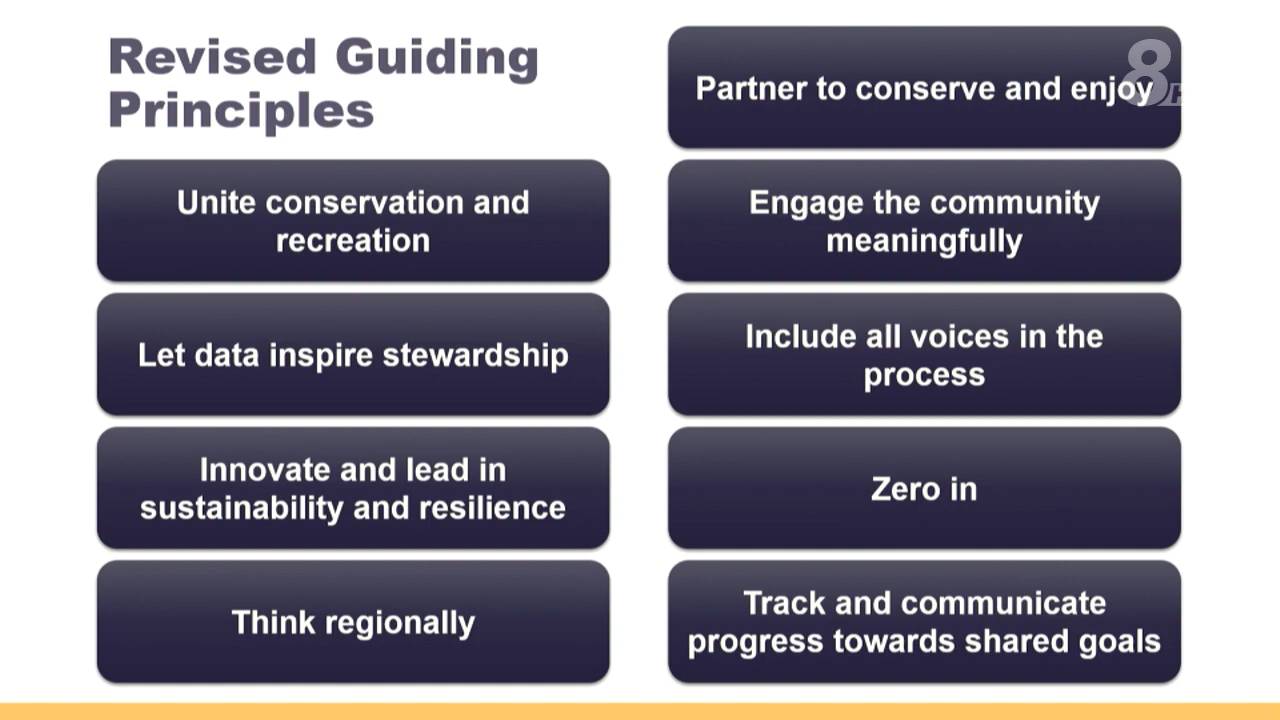 Revised Guiding
Principles
Unite conservation and
recreation
Let data inspire stewardship
Innovate and lead in
sustainability and resilience
Think regionally
Partner to conserve and enjoy
8
Engage the community
meaningfully
Include all voices in the
process
Zero in
Track and communicate
progress towards shared goals